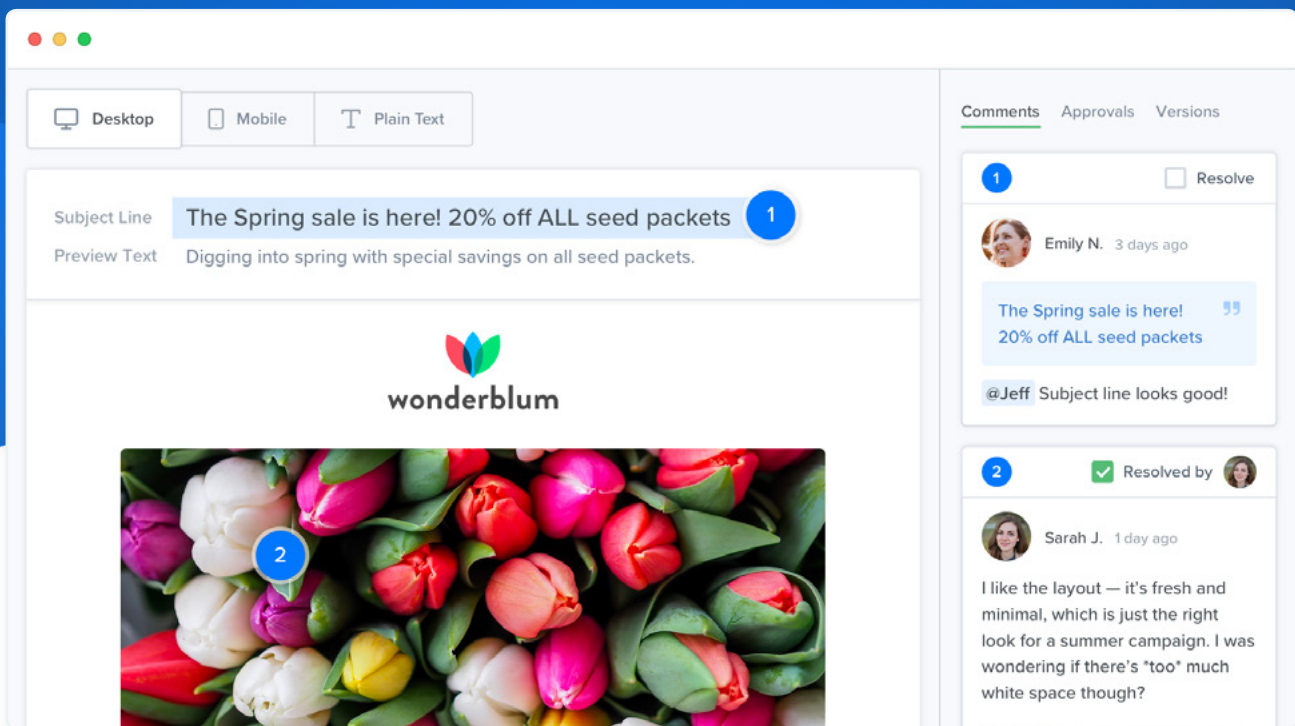 Desktop
Mobile
Plain Text
Subject Line
The Spring sale is here! 20% off ALL seed packets
1
Preview Text
Digging into spring with special savings on all seed packets.
wonderblum
2
Comments
Approvals
Versions
1
Resolve
Emily N. 3 days ago
The Spring sale is here!
20% off ALL seed packets
@Jeff Subject line looks good!
2
Resolved by
Sarah J. 1 day ago
I like the layout — it's fresh and
minimal, which is just the right
look for a summer campaign. I was
wondering if there's *too* much
white space though?